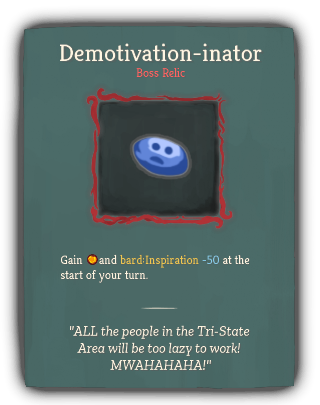 Demotivation-inator
Boss Relic
Gain and bard:Inspiration -50 at the
start of your turn.
"ALL the people in the Tri-State
Area will be too lazy to work!
MWAHAHAHA!"